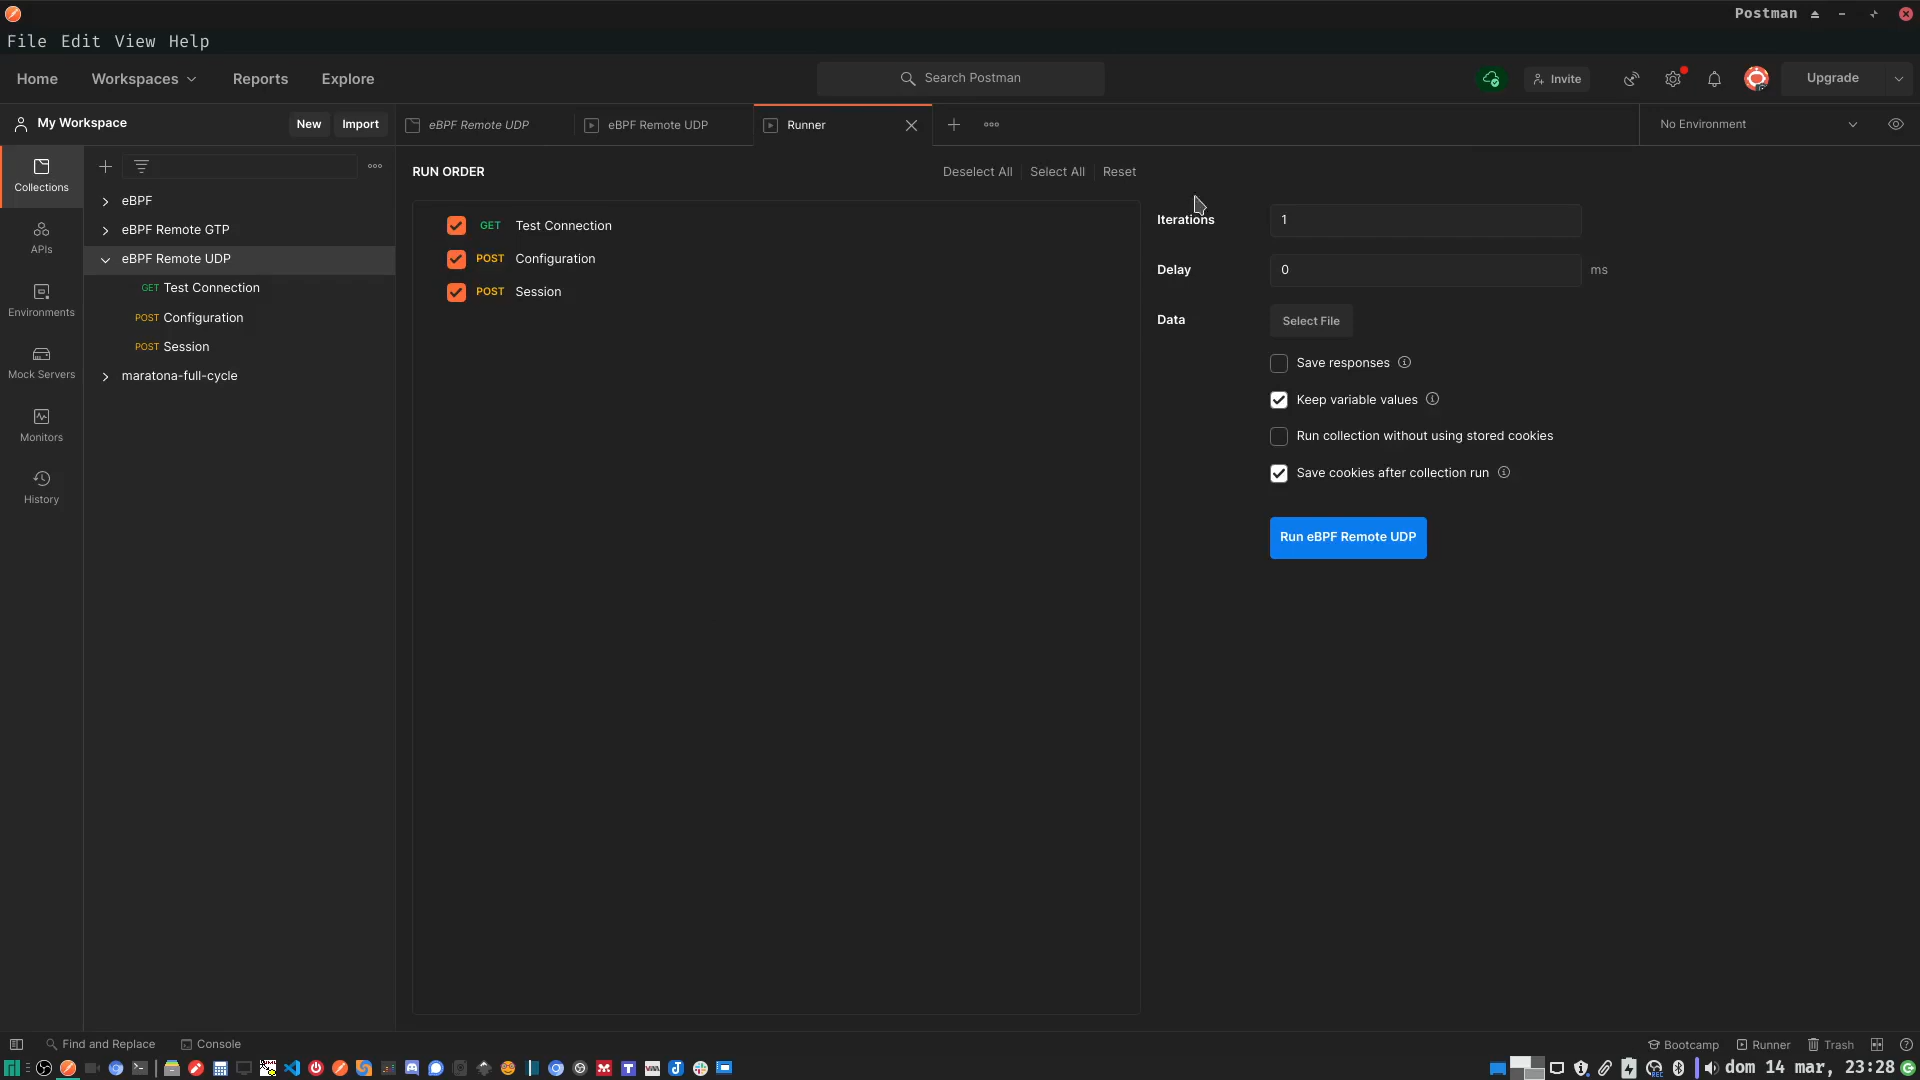 Postman
File Edit View Help
Home Workspaces Reports Explore
Search Postman
Invite
Upgrade
My Workspace
New Import
eBPF Remote UDP
eBPF Remote UDP
Runner
No Environment
Collections
APIs
Environments
Mock Servers
Monitors
History
eBPF
eBPF Remote GTP
eBPF Remote UDP
GET Test Connection
POST Configuration
POST Session
maratona-full-cycle
RUN ORDER
Deselect All Select All Reset
GET Test Connection
POST Configuration
POST Session
Iterations 1
Delay 0 ms
Data Select File
Save responses
Keep variable values
Run collection without using stored cookies
Save cookies after collection run
Run eBPF Remote UDP
Find and Replace Console
Bootcamp Runner Trash
dom 14 mar, 23:28